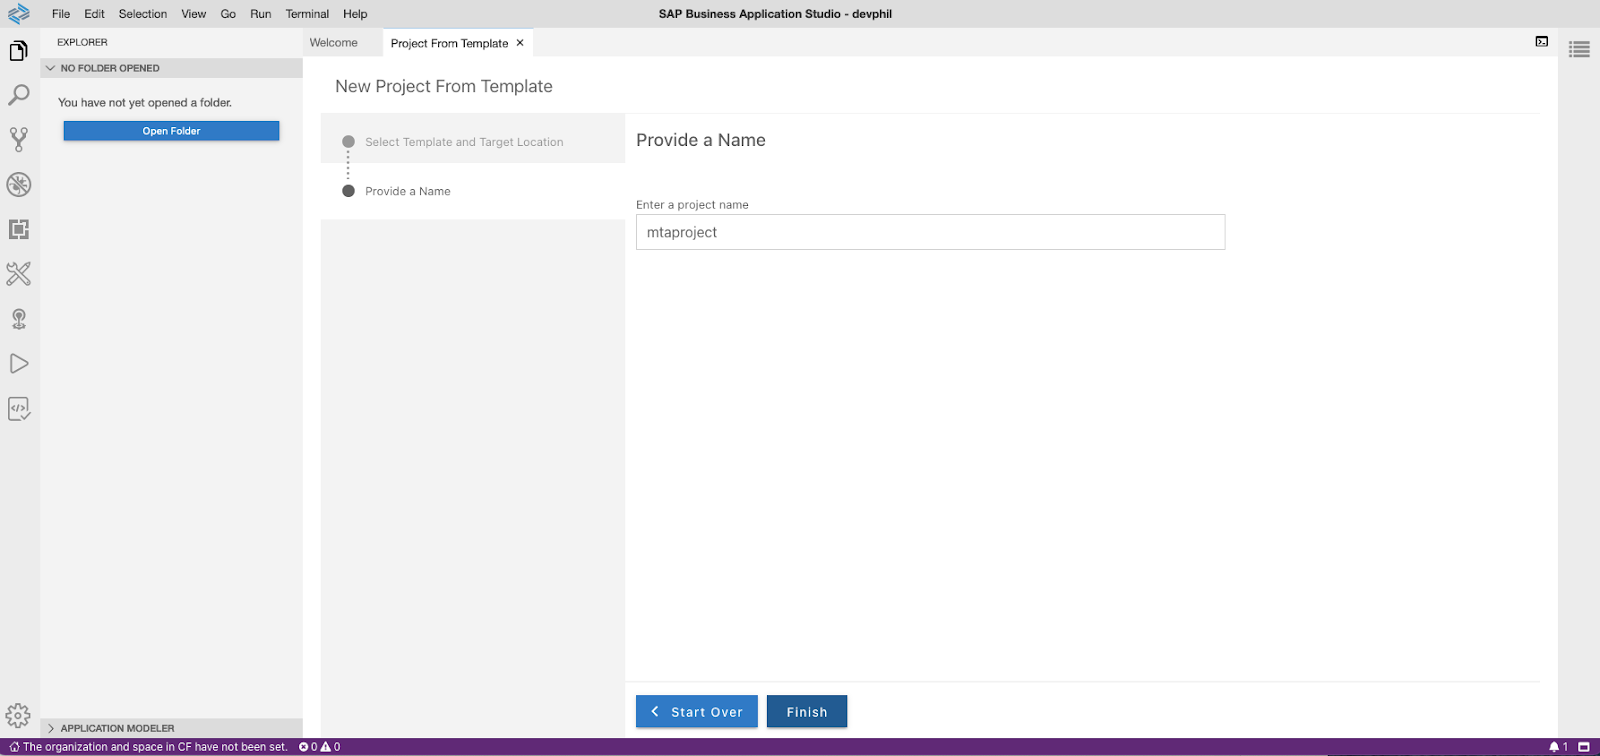 File Edit Selection View Go Run Terminal Help
SAP Business Application Studio - devphil
EXPLORER
NO FOLDER OPENED
You have not yet opened a folder.
Open Folder
Welcome
Project From Template ×
New Project From Template
Select Template and Target Location
Provide a Name
Provide a Name
Enter a project name
mtaproject
Start Over
Finish
APPLICATION MODELER
The organization and space in CF have not been set. 0 0
1